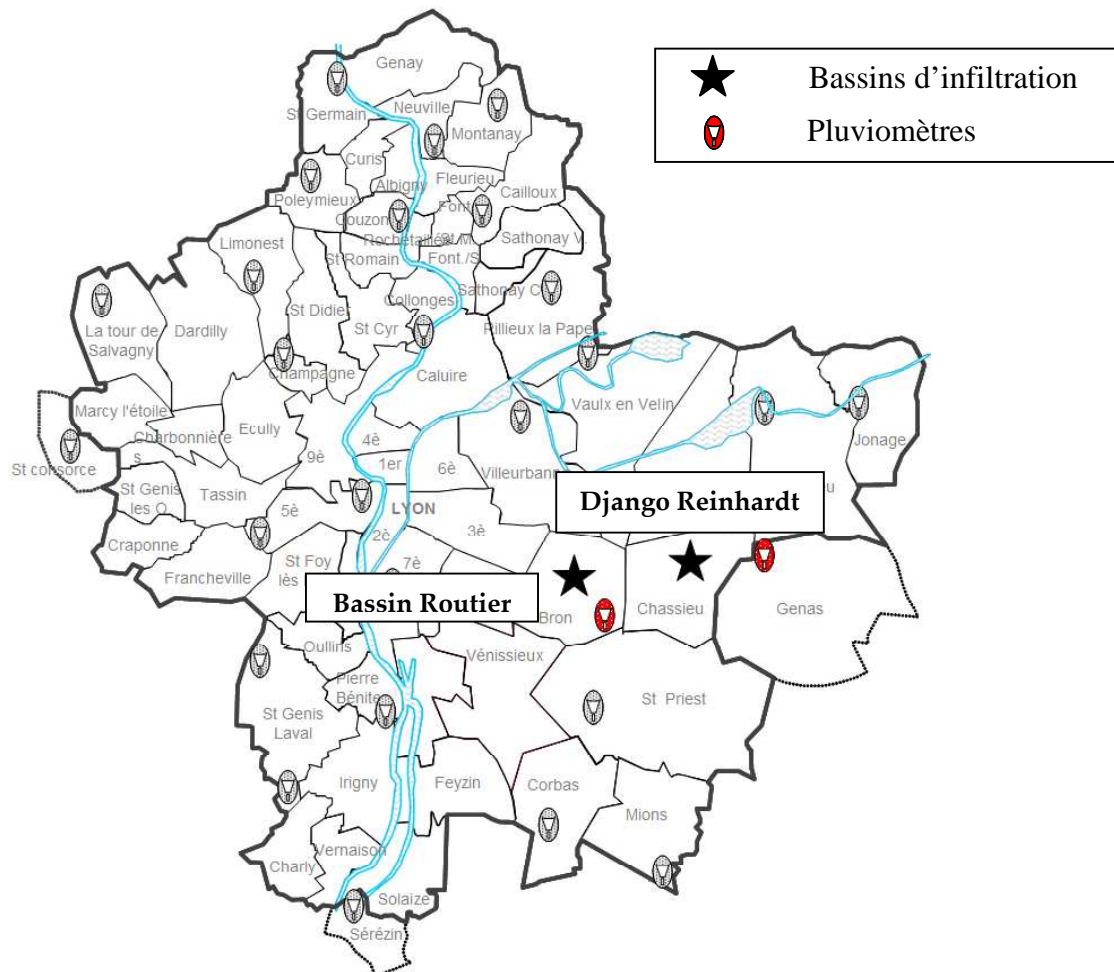 Genay
Bassins d'infiltration
Pluviomètres
St Germain
Neuville
Montanay
Curis
Albigny
Fleurieu
Poleymieux
Cailloux
Font.
Couzon
Rochetaillée
St M.
Sathonay V.
Limonest
St Romain
Font./S
Sathonay C.
Collonges
St Didier
La tour de
Salvagny
Dardilly
St Cyr
Rillieux la Pape
Champagne
Caluire
Marcy l'étoile
Vaulx en Velin
Ecully
Charbonnière
s
4è
Jonage
St consorce
9è
1er
6è
Villeurbann
St Genis
les O.
Tassin
LYON
Django Reinhardt
u
5è
2è
3è
Craponne
7è
Francheville
St Foy
lès
Bassin Routier
Bron
Chassieu
Genas
Oullins
Vénissieux
Pierre
Bénite
St Priest
St Genis
Laval
Irigny
Feyzin
Corbas
Mions
Vernaison
Charly
Solaize
Sérézin